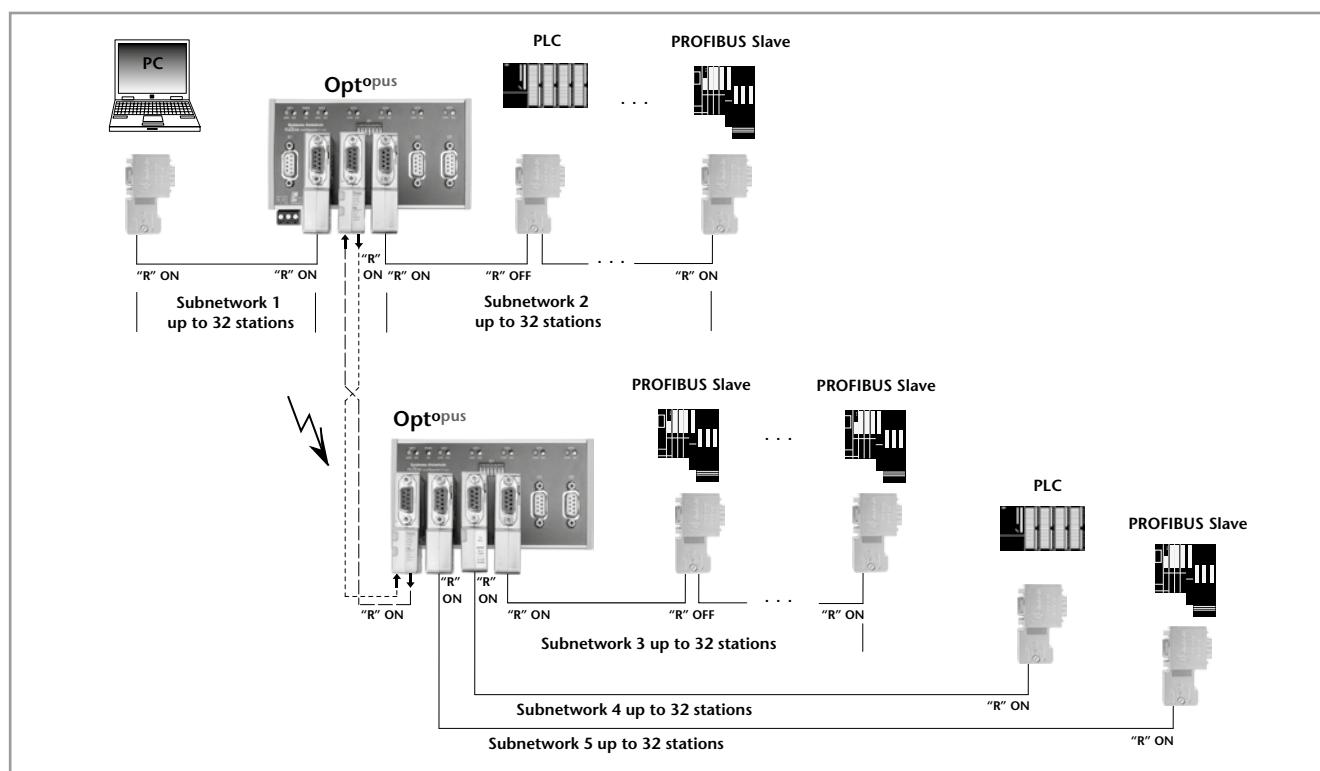 PC
Optopus
PLC
PROFIBUS Slave
. . .
“R” ON
“R” ON
“R” ON
“R” ON
“R” OFF
. . .
“R” ON
Subnetwork 1
up to 32 stations
Subnetwork 2
up to 32 stations
Optopus
PROFIBUS Slave
. . .
PROFIBUS Slave
PLC
PROFIBUS Slave
“R” ON
“R” ON
“R” ON
“R” ON
“R” OFF
. . .
“R” ON
Subnetwork 3 up to 32 stations
“R” ON
Subnetwork 4 up to 32 stations
“R” ON
Subnetwork 5 up to 32 stations